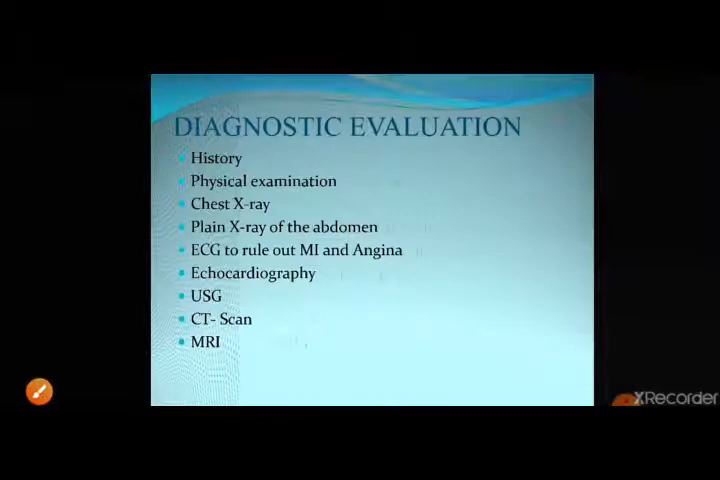 DIAGNOSTIC EVALUATION
History
Physical examination
Chest X-ray
Plain X-ray of the abdomen
ECG to rule out MI and Angina
Echocardiography
USG
CT- Scan
MRI
XRecorder